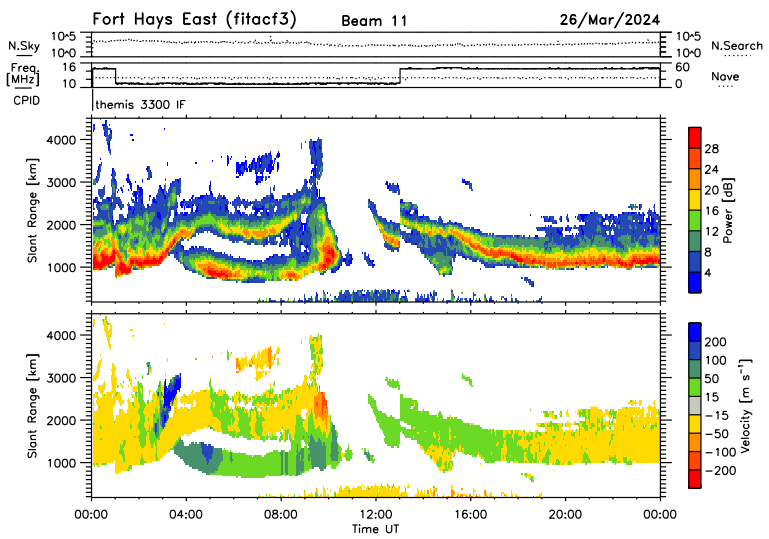 Fort Hays East (fitacf3) Beam 11 26/Mar/2024
N.Sky 10^5 10^0 10^5 10^0 N.Search
Freq. [MHz] 16 10 60 0 Nave
CPID themis 3300 IF
Slant Range [km] 4000 3000 2000 1000
Power [dB] 28 24 20 16 12 8 4
Slant Range [km] 4000 3000 2000 1000
Velocity [m s⁻¹] 200 100 50 15 −15 −50 −100 −200
00:00 04:00 08:00 12:00 16:00 20:00 00:00
Time UT